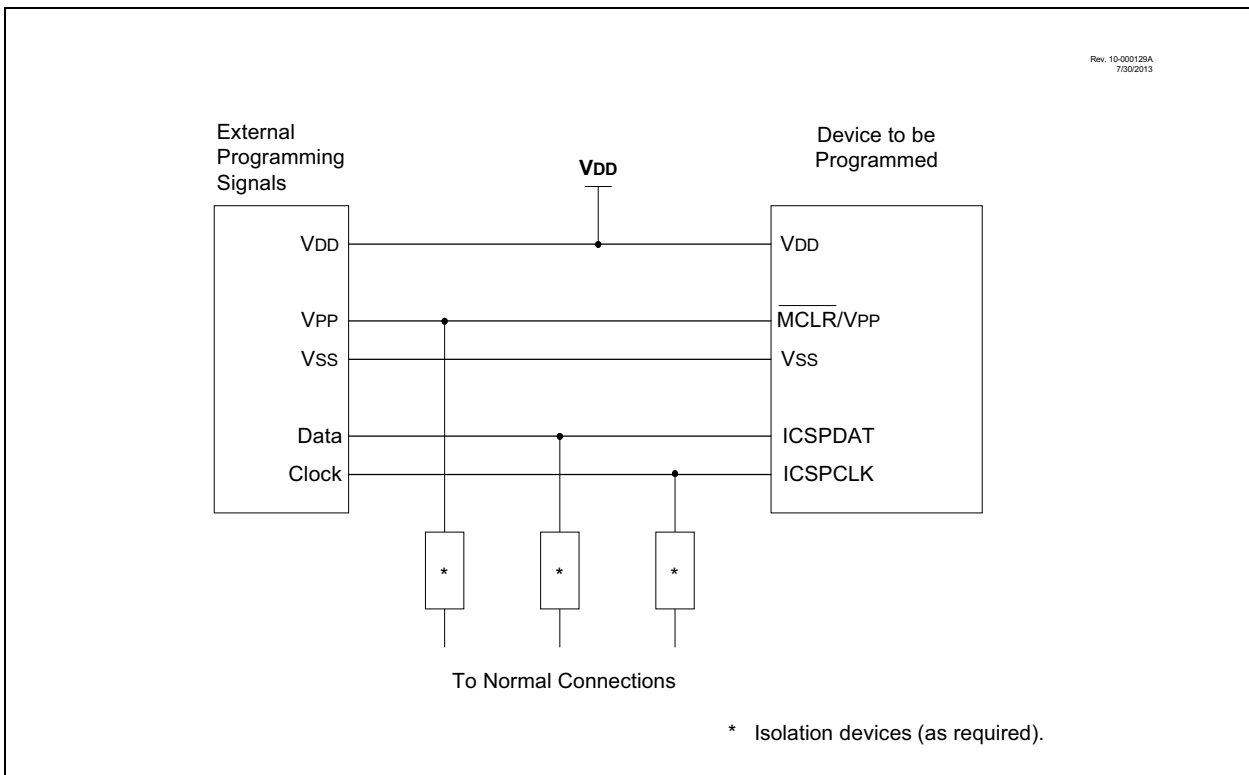 Rev. 10-000129A
7/30/2013
External
Programming
Signals
Device to be
Programmed
VDD
VDD
VPP
VSS
Data
Clock
VDD
MCLR/VPP
VSS
ICSPDAT
ICSPCLK
*
*
*
To Normal Connections
* Isolation devices (as required).